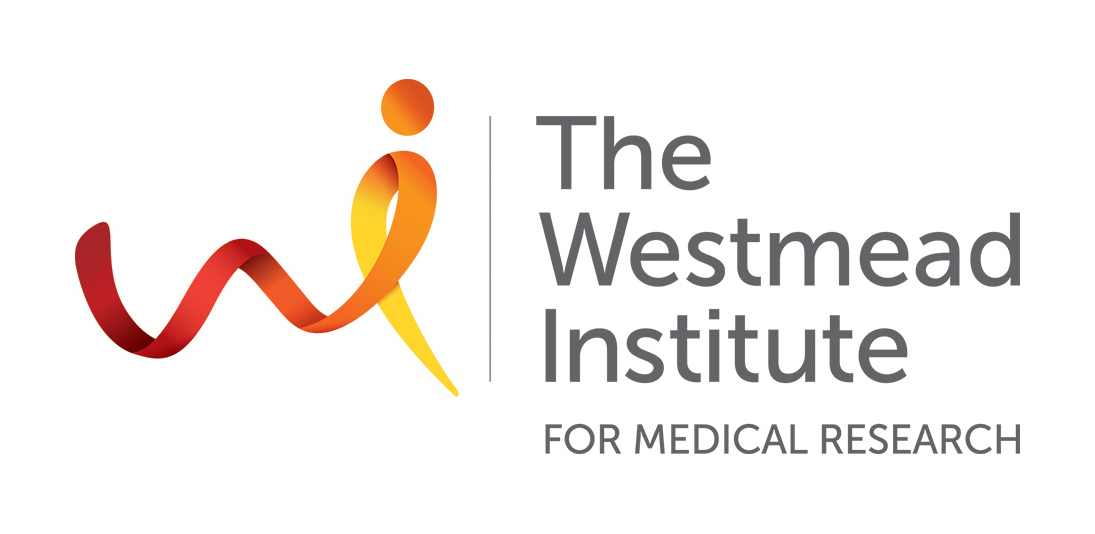 The
Westmead
Institute
FOR MEDICAL RESEARCH